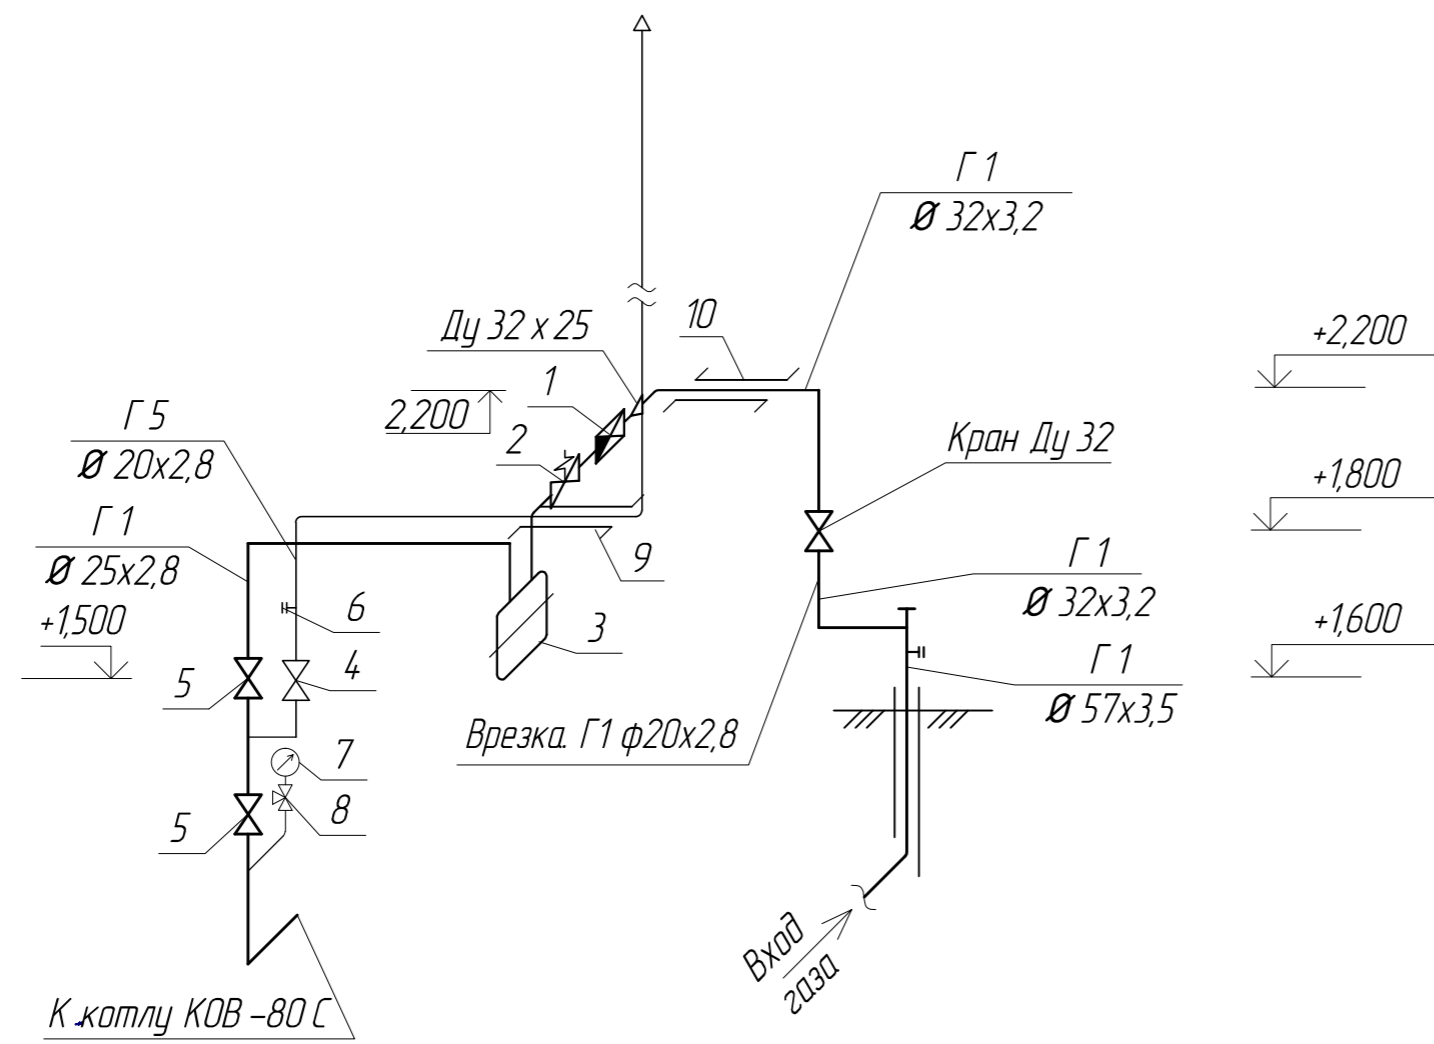 Г 1
Ø 32х3,2
10
Ду 32 х 25
+2,200
1
2,200
Г 5
Ø 20х2,8
2
Кран Ду 32
+1,800
Г 1
Ø 25х2,8
9
Г 1
Ø 32х3,2
+1,500
6
3
+1,600
5
4
Г 1
Ø 57х3,5
Врезка. Г1 ф20х2,8
7
5
8
Вход
газа
К котлу КОВ -80 С